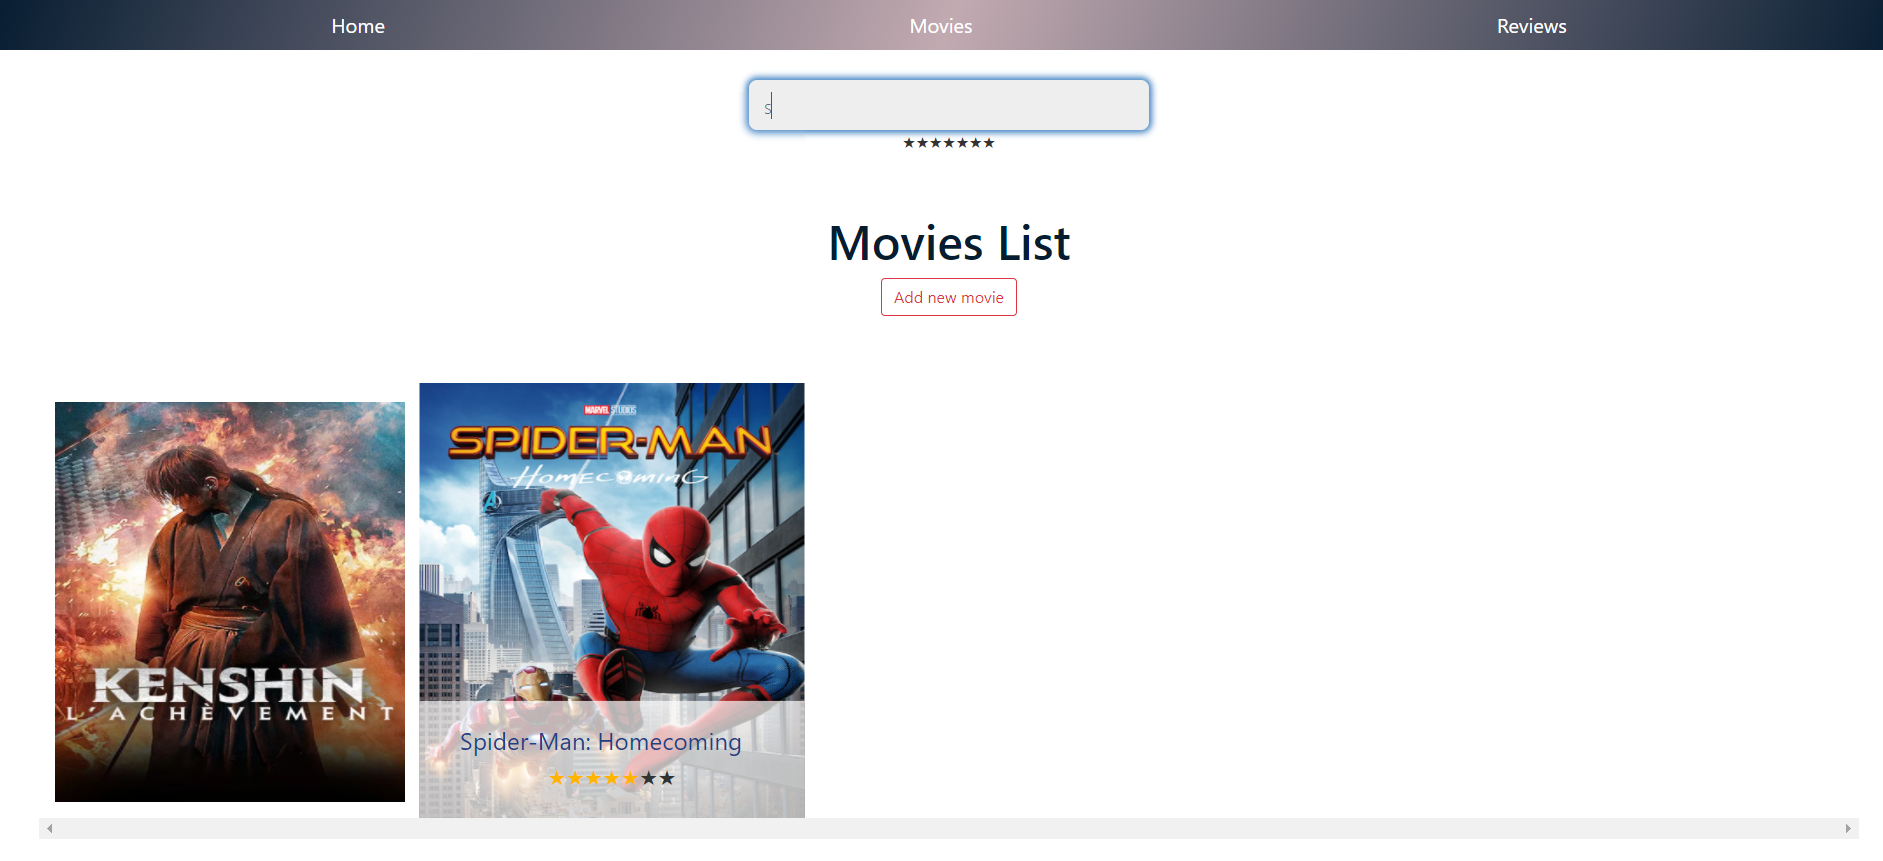 Home Movies Reviews
s
★★★★★★★
Movies List
Add new movie
MARVEL STUDIOS
SPIDER-MAN
HOMECOMING
A
KENSHIN
L'ACHÈVEMENT
Spider-Man: Homecoming
★★★★★★★